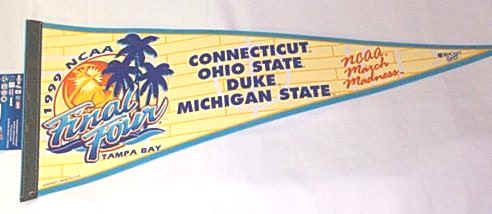 1999 NCAA
Final
Four
TAMPA BAY
CONNECTICUT
OHIO STATE
DUKE
MICHIGAN STATE
NCAA
March
Madness